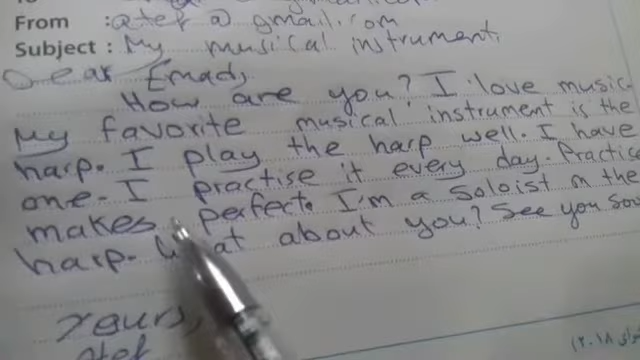 From : atef @ gmail.com
Subject : My musical instrument.
Dear Emad,
How are you? I love music.
My favorite musical instrument is the
harp. I play the harp well. I have
one. I practise it every day. Practise
makes perfect. I'm a soloist on the
harp. about you? See you soon
Yours,
atef